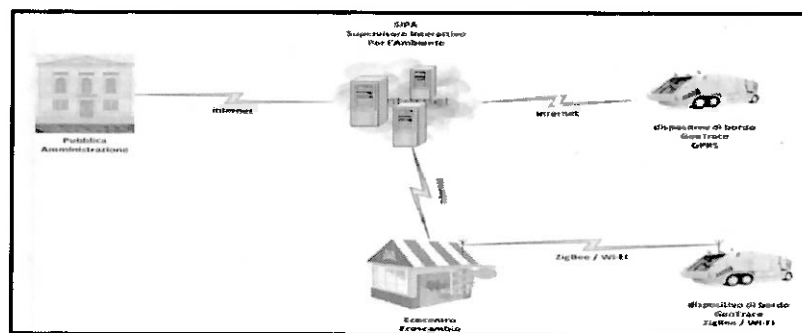 SIPA
Supervisore Interattivo
Per l'Ambiente
internet
internet
Pubblica
Amministrazione
dispositivo di bordo
GeoTrace
GPRS
ZigBee / Wi-Fi
Ecocentro
Ecoscambio
dispositivo di bordo
GeoTrace
ZigBee / Wi-Fi